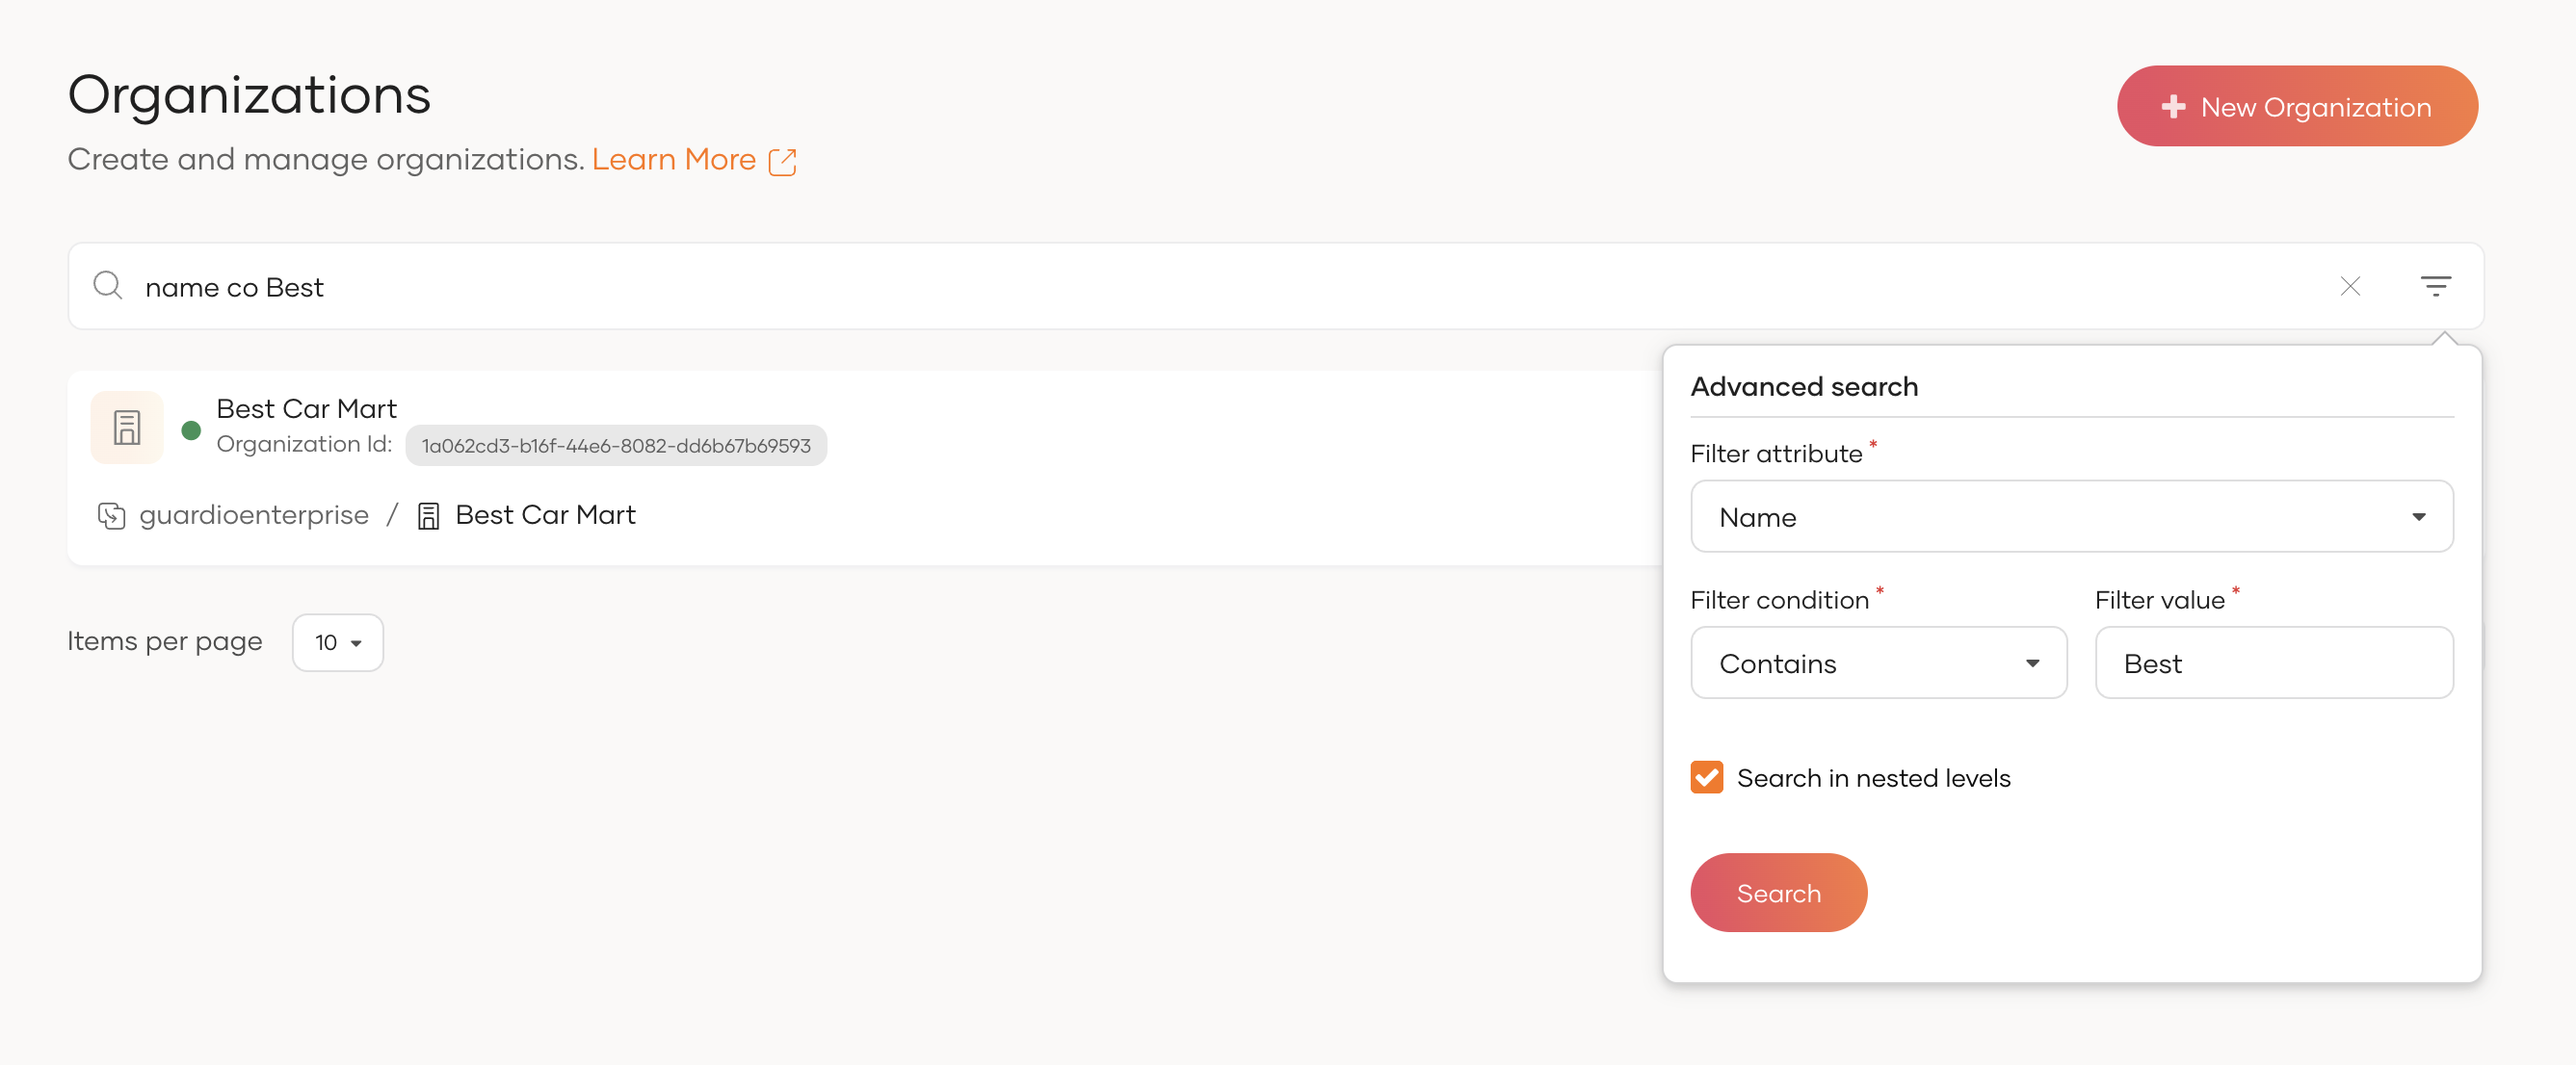 Organizations
New Organization
Create and manage organizations. Learn More
name co Best
Best Car Mart
Organization Id: 1a062cd3-b16f-44e6-8082-dd6b67b69593
guardioenterprise / Best Car Mart
Items per page 10
Advanced search
Filter attribute *
Name
Filter condition * Filter value *
Contains Best
Search in nested levels
Search